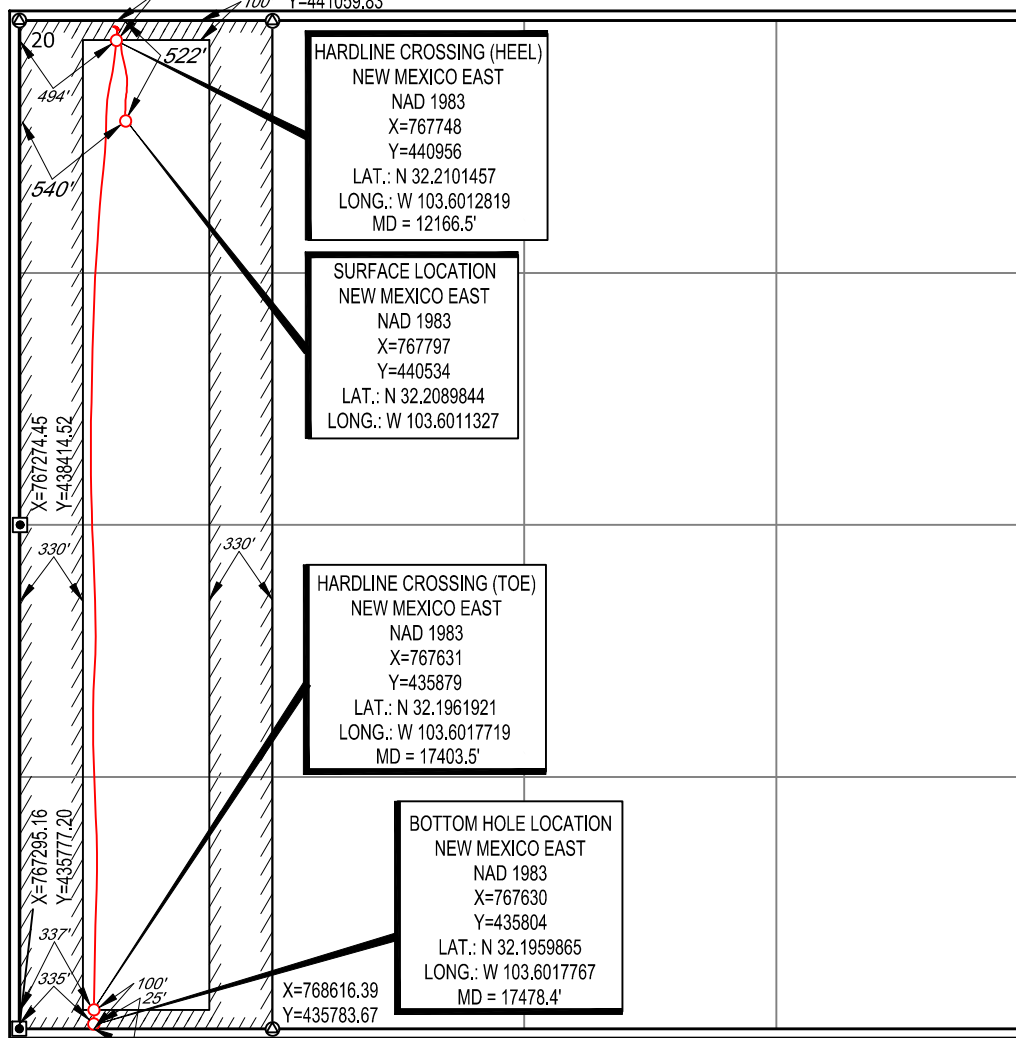 100'
Y=441059.83
20
522'
494'
540'
HARDLINE CROSSING (HEEL)
NEW MEXICO EAST
NAD 1983
X=767748
Y=440956
LAT.: N 32.2101457
LONG.: W 103.6012819
MD = 12166.5'
SURFACE LOCATION
NEW MEXICO EAST
NAD 1983
X=767797
Y=440534
LAT.: N 32.2089844
LONG.: W 103.6011327
X=767274.45
Y=438414.52
330'
330'
HARDLINE CROSSING (TOE)
NEW MEXICO EAST
NAD 1983
X=767631
Y=435879
LAT.: N 32.1961921
LONG.: W 103.6017719
MD = 17403.5'
X=767295.16
Y=435777.20
BOTTOM HOLE LOCATION
NEW MEXICO EAST
NAD 1983
X=767630
Y=435804
LAT.: N 32.1959865
LONG.: W 103.6017767
MD = 17478.4'
337'
335'
100'
25'
X=768616.39
Y=435783.67